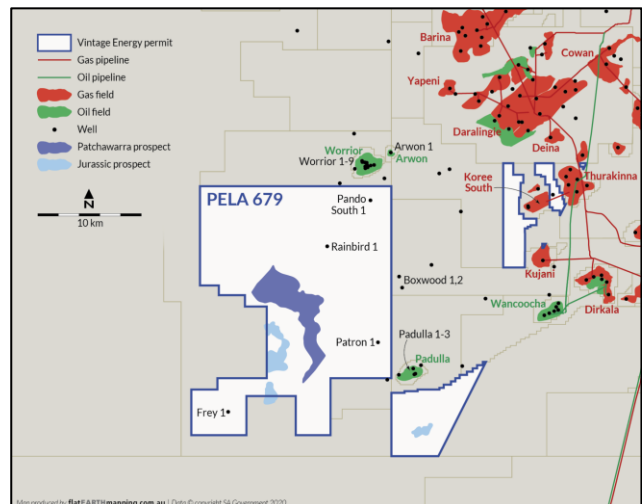 Vintage Energy permit
Gas pipeline
Oil pipeline
Gas field
Oil field
Well
Patchawarra prospect
Jurassic prospect
N
10 km
Barina
Cowan
Yapeni
Daralingie
Deina
Worrior
Arwon 1
Worrior 1-9
Arwon
Koree
South
Thurakinna
PELA 679
Pando
South 1
Rainbird 1
Boxwood 1,2
Kujani
Wancoocha
Dirkala
Patron 1
Padulla 1-3
Padulla
Frey 1
Map produced by flatEARTHmapping.com.au | Data © copyright SA Government 2020